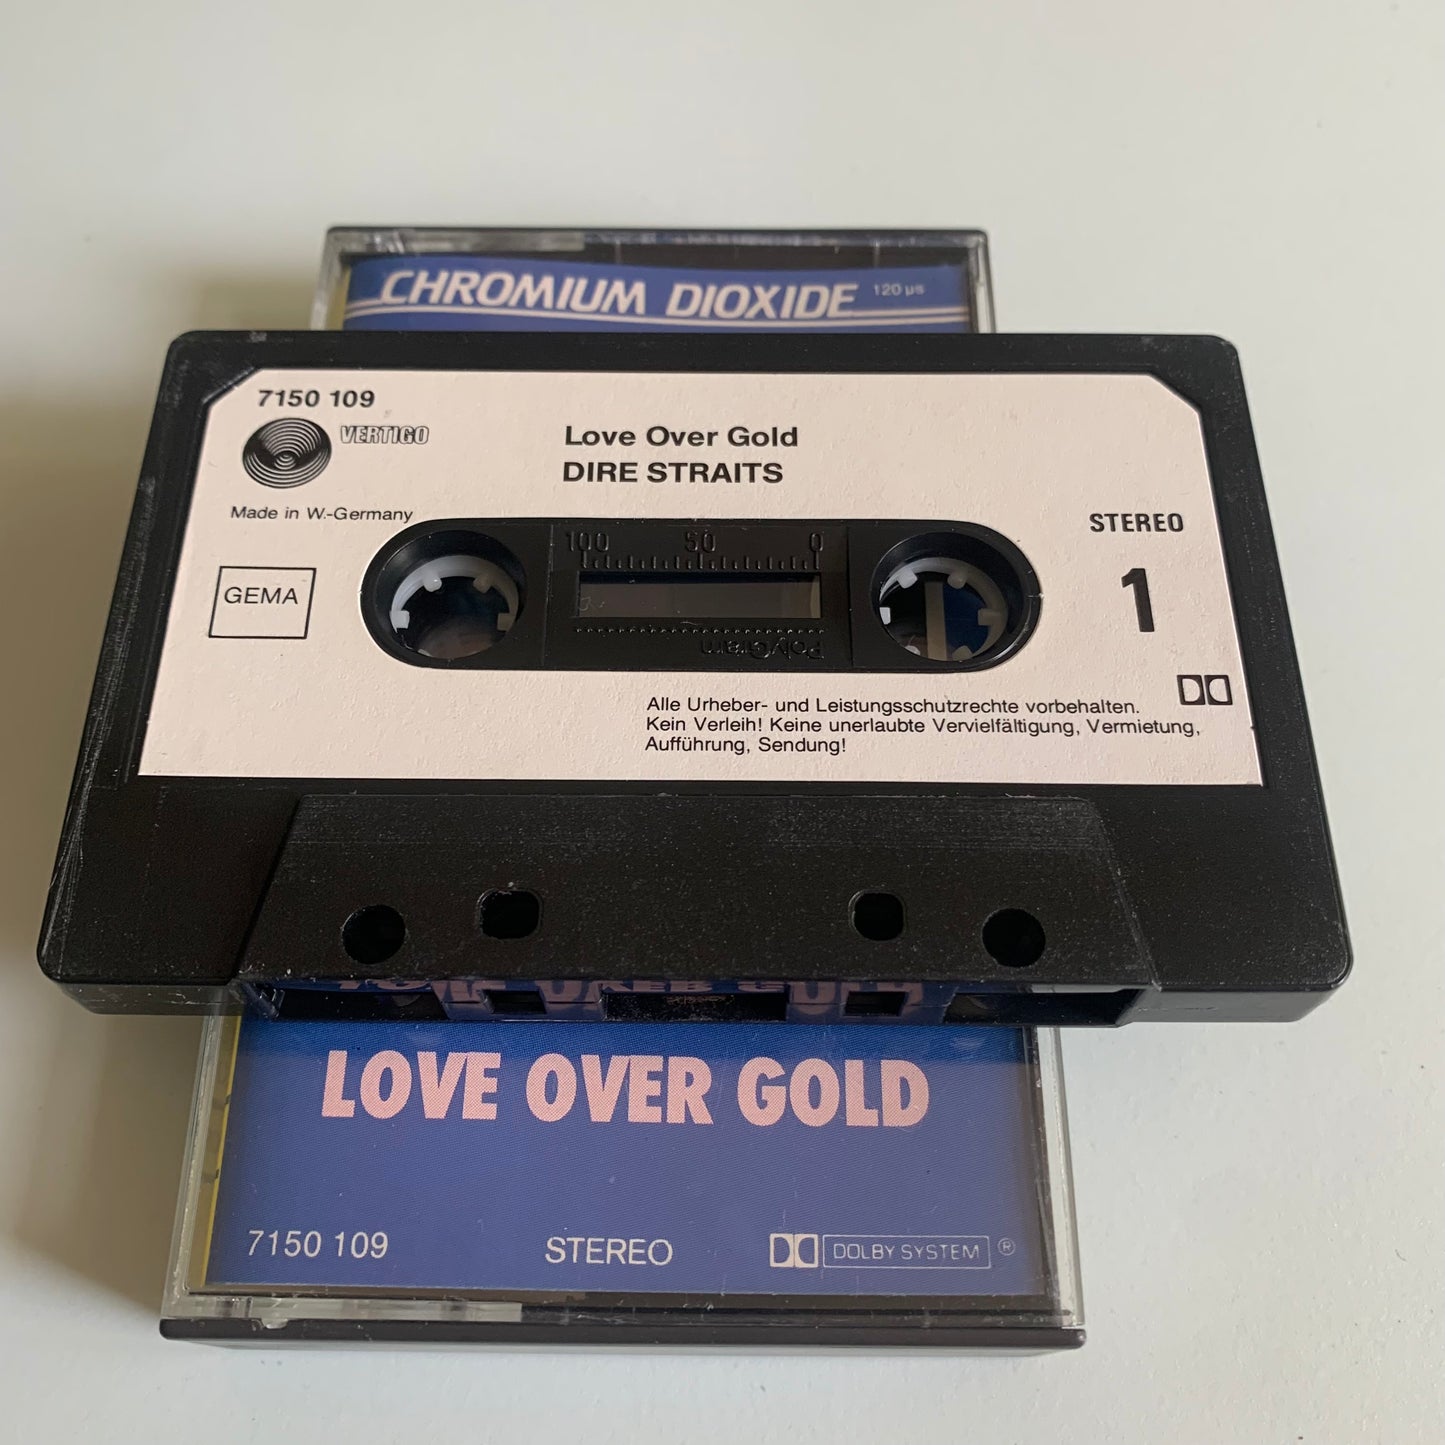 CHROMIUM DIOXIDE 120 µs
7150 109
VERTIGO
Love Over Gold
DIRE STRAITS
Made in W.-Germany
STEREO
GEMA
100 50 0
1
PolyGram
Alle Urheber- und Leistungsschutzrechte vorbehalten.
Kein Verleih! Keine unerlaubte Vervielfältigung, Vermietung,
Aufführung, Sendung!
LOVE OVER GOLD
7150 109 STEREO DOLBY SYSTEM ®